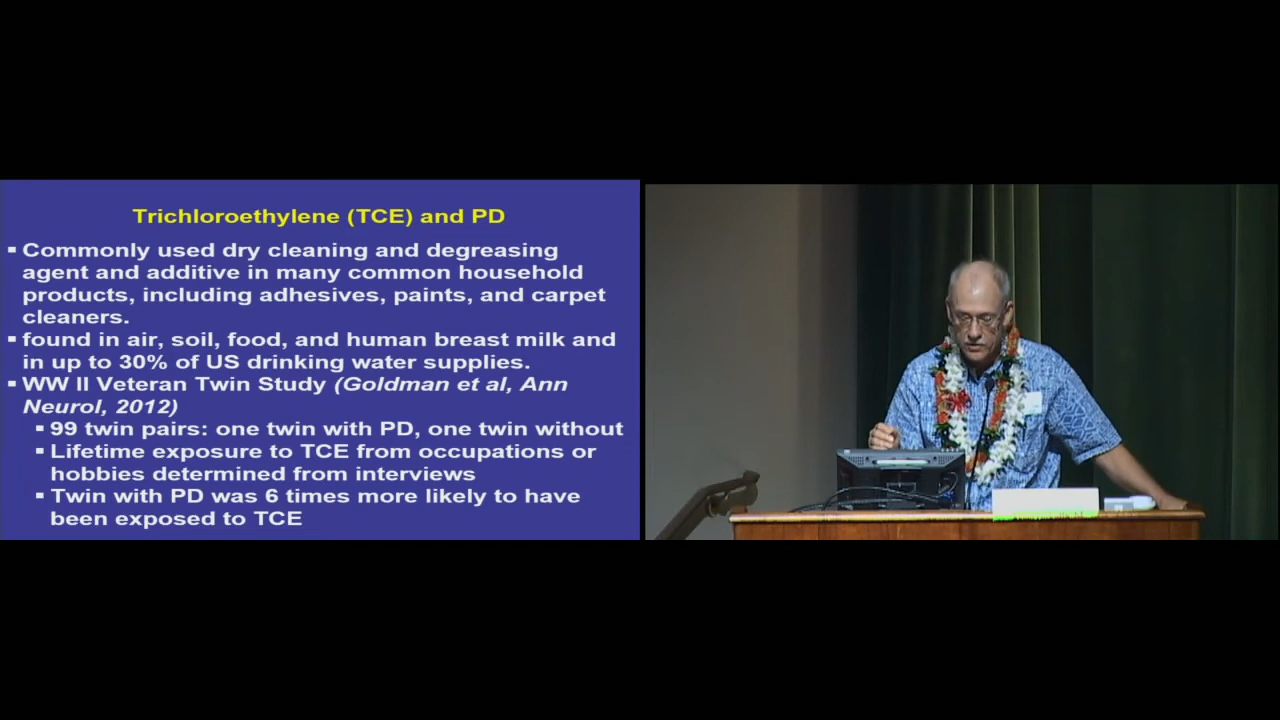 Trichloroethylene (TCE) and PD
▪ Commonly used dry cleaning and degreasing
agent and additive in many common household
products, including adhesives, paints, and carpet
cleaners.
▪ found in air, soil, food, and human breast milk and
in up to 30% of US drinking water supplies.
▪ WW II Veteran Twin Study (Goldman et al, Ann
Neurol, 2012)
▪ 99 twin pairs: one twin with PD, one twin without
▪ Lifetime exposure to TCE from occupations or
hobbies determined from interviews
▪ Twin with PD was 6 times more likely to have
been exposed to TCE